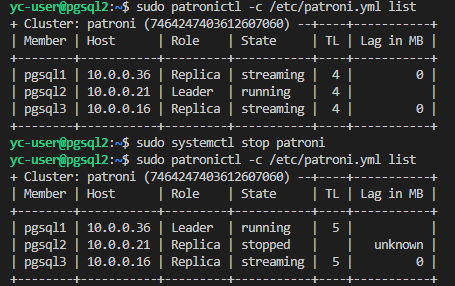 yc-user@pgsql2:~$ sudo patronictl -c /etc/patroni.yml list
+ Cluster: patroni (7464247403612607060) --+----+-----------+
| Member | Host      | Role    | State     | TL | Lag in MB |
+--------+-----------+---------+-----------+----+-----------+
| pgsql1 | 10.0.0.36 | Replica | streaming |  4 |         0 |
| pgsql2 | 10.0.0.21 | Leader  | running   |  4 |           |
| pgsql3 | 10.0.0.16 | Replica | streaming |  4 |         0 |
+--------+-----------+---------+-----------+----+-----------+
yc-user@pgsql2:~$ sudo systemctl stop patroni
yc-user@pgsql2:~$ sudo patronictl -c /etc/patroni.yml list
+ Cluster: patroni (7464247403612607060) --+----+-----------+
| Member | Host      | Role    | State     | TL | Lag in MB |
+--------+-----------+---------+-----------+----+-----------+
| pgsql1 | 10.0.0.36 | Leader  | running   |  5 |           |
| pgsql2 | 10.0.0.21 | Replica | stopped   |    |   unknown |
| pgsql3 | 10.0.0.16 | Replica | streaming |  5 |         0 |
+--------+-----------+---------+-----------+----+-----------+